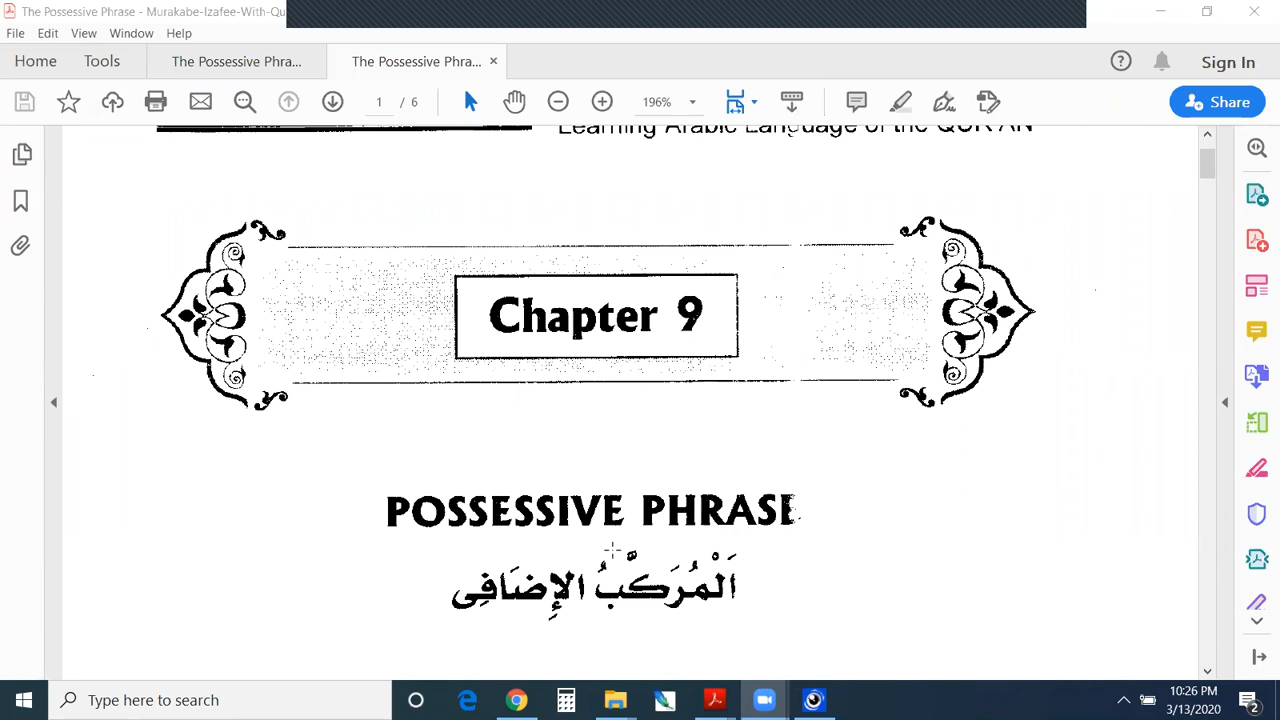 The Possessive Phrase - Murakabe-Izafee-With-Qu
File Edit View Window Help
Home Tools The Possessive Phra... The Possessive Phra... × Sign In
1 / 6 196% Share
Learning Arabic Language of the QUR'AN
Chapter 9
POSSESSIVE PHRASE
اَلْمُرَكَّبُ الإِضَافِى
Type here to search
10:26 PM
3/13/2020
2